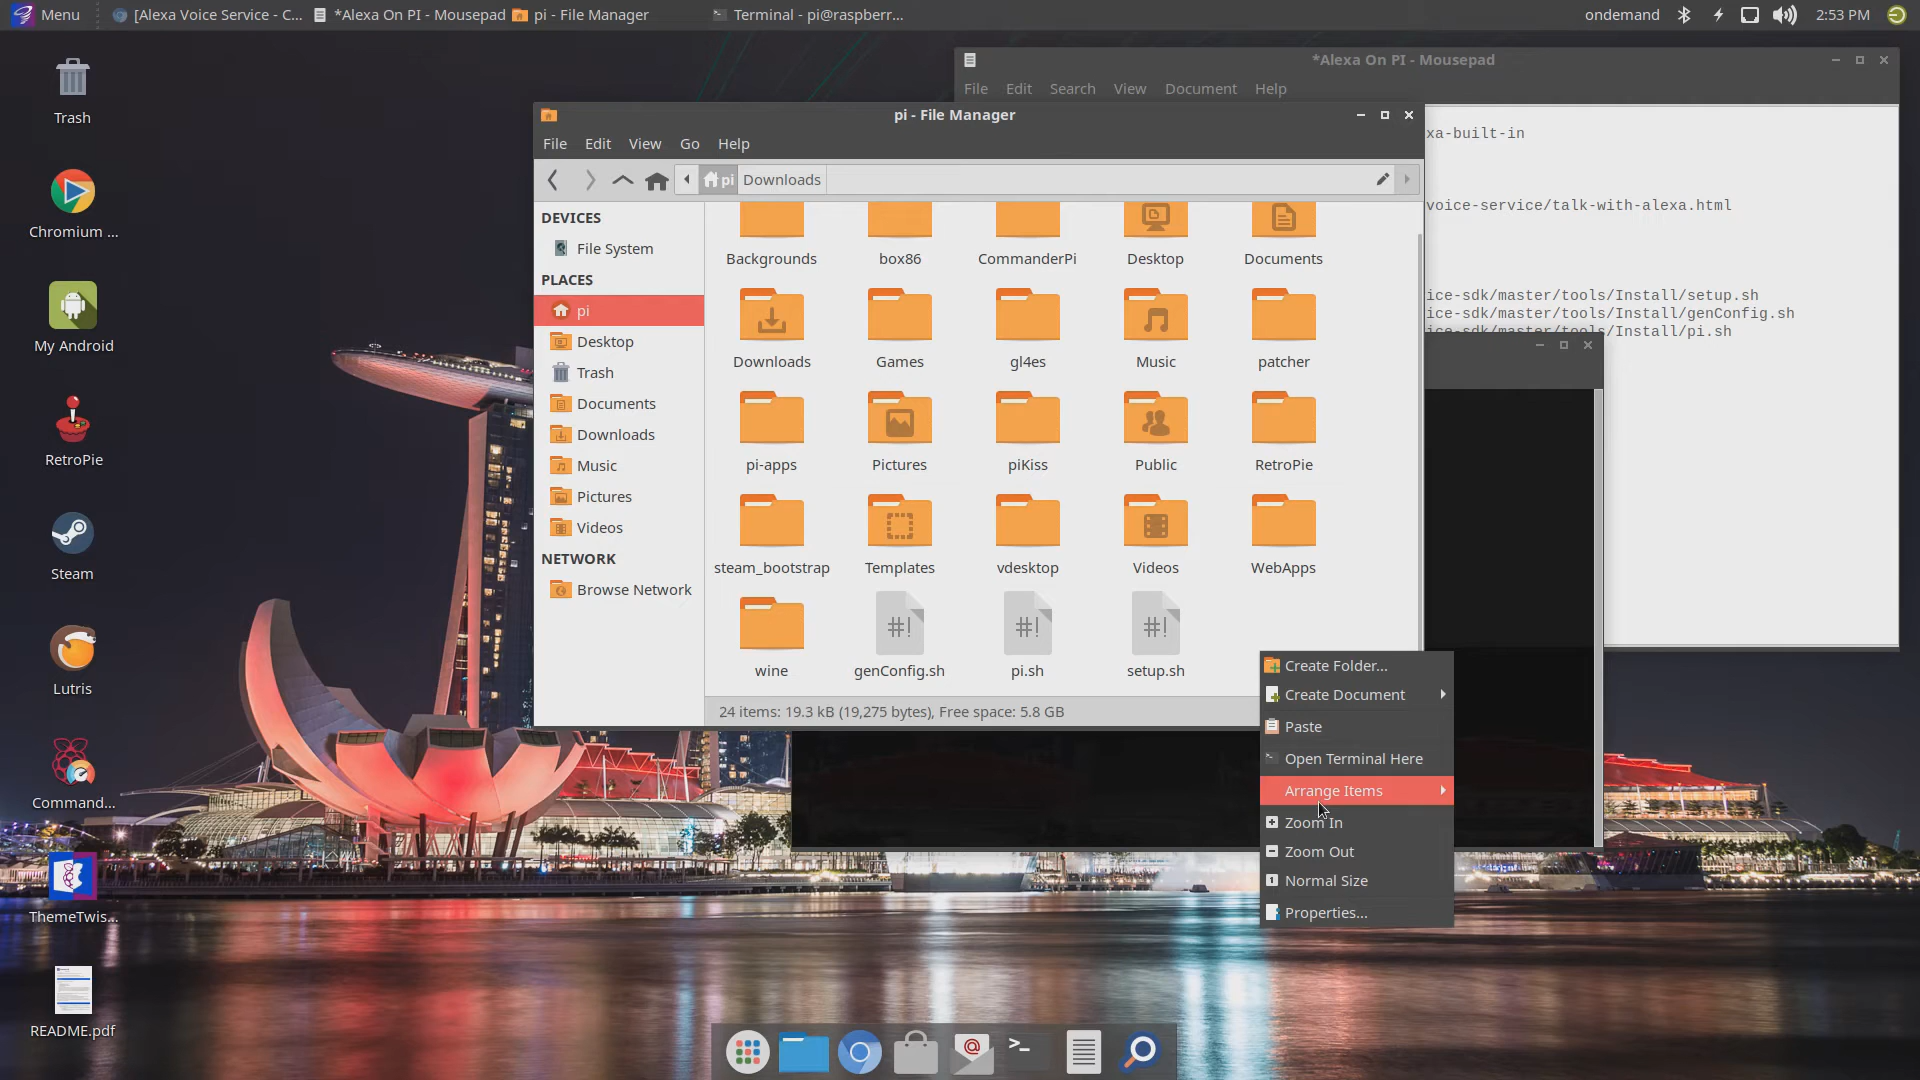 Menu
[Alexa Voice Service - C...
*Alexa On PI - Mousepad
pi - File Manager
Terminal - pi@raspberr...
ondemand
2:53 PM
Trash
Chromium ...
My Android
RetroPie
Steam
Lutris
Command...
ThemeTwis...
README.pdf
*Alexa On PI - Mousepad
File Edit Search View Document Help
xa-built-in
voice-service/talk-with-alexa.html
ice-sdk/master/tools/Install/setup.sh
ice-sdk/master/tools/Install/genConfig.sh
ice-sdk/master/tools/Install/pi.sh
pi - File Manager
File Edit View Go Help
pi Downloads
DEVICES
File System
PLACES
pi
Desktop
Trash
Documents
Downloads
Music
Pictures
Videos
NETWORK
Browse Network
Backgrounds box86 CommanderPi Desktop Documents
Downloads Games gl4es Music patcher
pi-apps Pictures piKiss Public RetroPie
steam_bootstrap Templates vdesktop Videos WebApps
#! #! #!
wine genConfig.sh pi.sh setup.sh
24 items: 19.3 kB (19,275 bytes), Free space: 5.8 GB
Create Folder...
Create Document
Paste
Open Terminal Here
Arrange Items
Zoom In
Zoom Out
Normal Size
Properties...